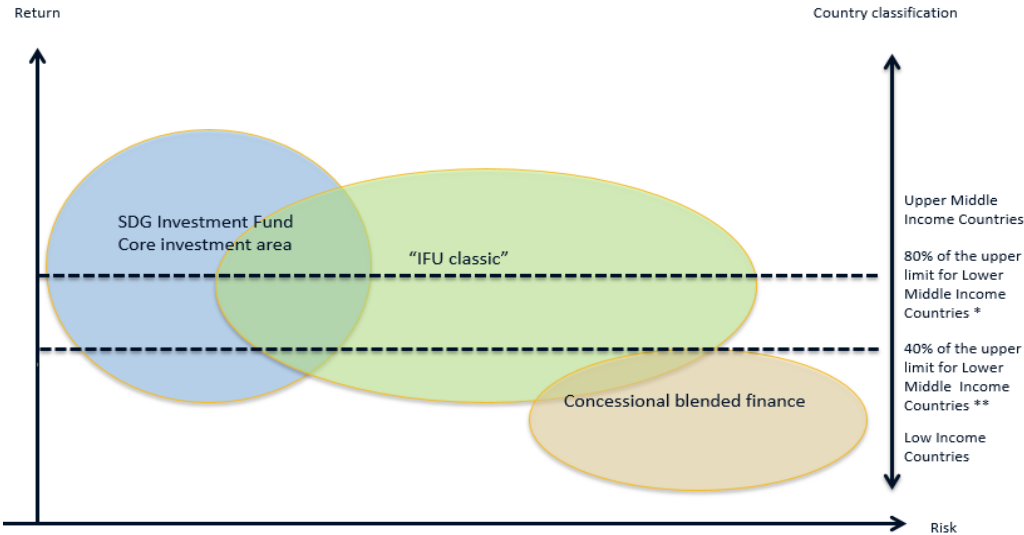 Return
Country classification
SDG Investment Fund
Core investment area
“IFU classic”
Concessional blended finance
Upper Middle
Income Countries
80% of the upper
limit for Lower
Middle Income
Countries *
40% of the upper
limit for Lower
Middle Income
Countries **
Low Income
Countries
Risk